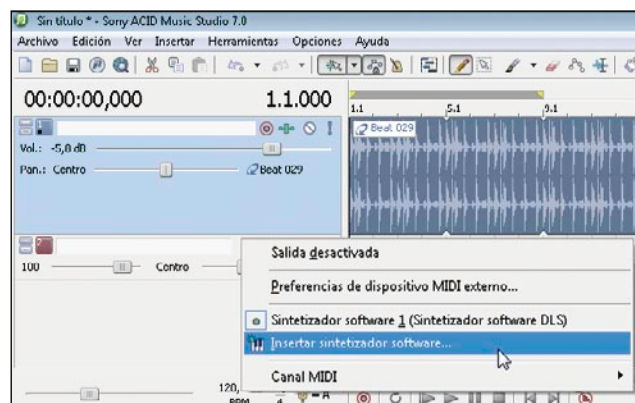 Sin título * - Sony ACID Music Studio 7.0
Archivo Edición Ver Insertar Herramientas Opciones Ayuda
00:00:00,000 1.1.000
1.1 5.1 9.1
Beat 029
Vol.: -5,0 dB
Pan.: Centro Beat 029
100 Centro
Salida desactivada
Preferencias de dispositivo MIDI externo...
Sintetizador software 1 (Sintetizador software DLS)
Insertar sintetizador software...
Canal MIDI
120,
BPM 4 = A